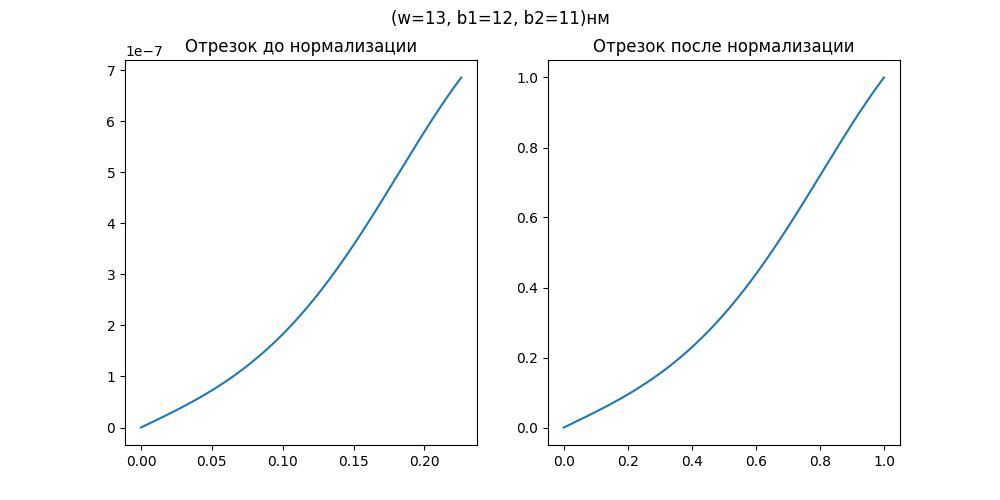 (w=13, b1=12, b2=11)нм
Отрезок до нормализации
1e−7
7
6
5
4
3
2
1
0
0.00 0.05 0.10 0.15 0.20
Отрезок после нормализации
1.0
0.8
0.6
0.4
0.2
0.0
0.0 0.2 0.4 0.6 0.8 1.0